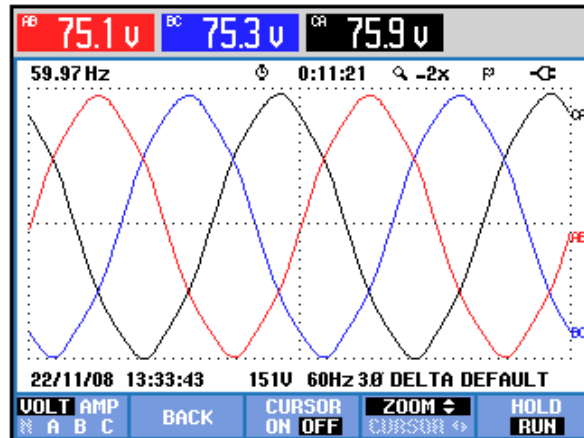 AB 75.1 V BC 75.3 V CA 75.9 V
59.97 Hz 0:11:21 -2x
CA
AB
BC
22/11/08 13:33:43 151V 60Hz 3Ø DELTA DEFAULT
VOLT AMP BACK CURSOR ZOOM HOLD
N A B C ON OFF CURSOR RUN